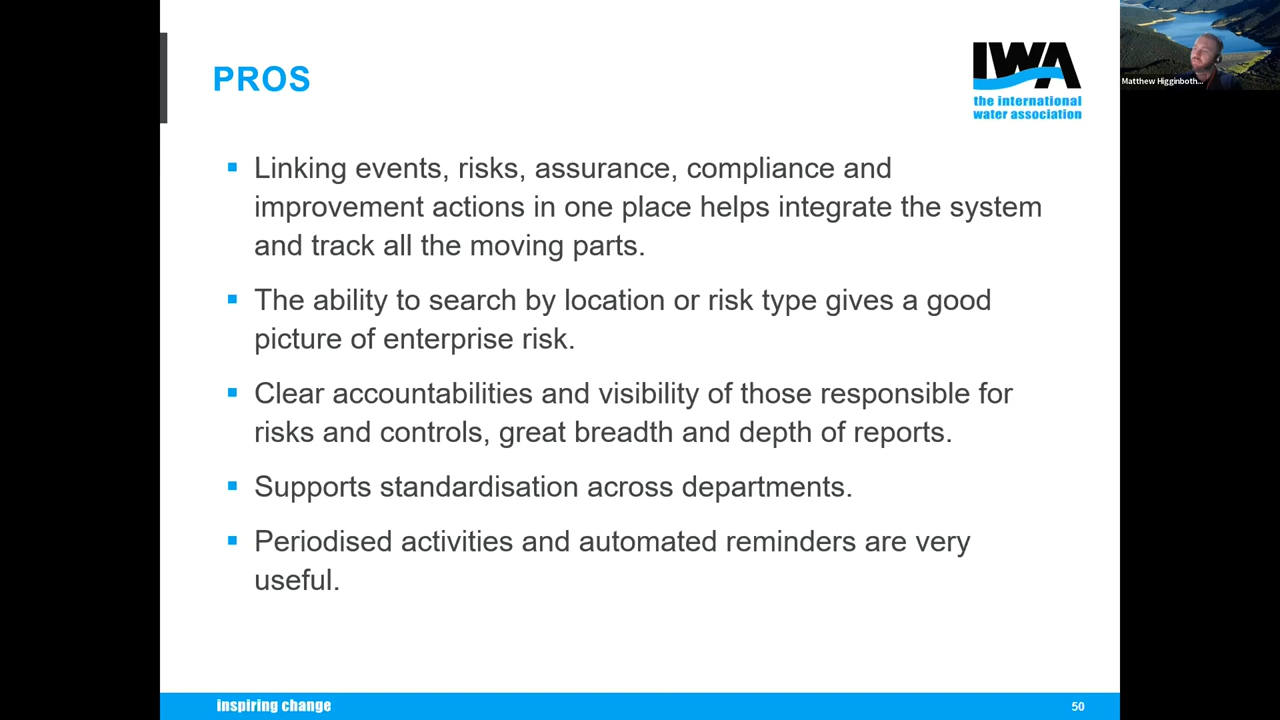 PROS
IWA
the international
water association
Matthew Higginboth...
▪ Linking events, risks, assurance, compliance and
improvement actions in one place helps integrate the system
and track all the moving parts.
▪ The ability to search by location or risk type gives a good
picture of enterprise risk.
▪ Clear accountabilities and visibility of those responsible for
risks and controls, great breadth and depth of reports.
▪ Supports standardisation across departments.
▪ Periodised activities and automated reminders are very
useful.
inspiring change
50